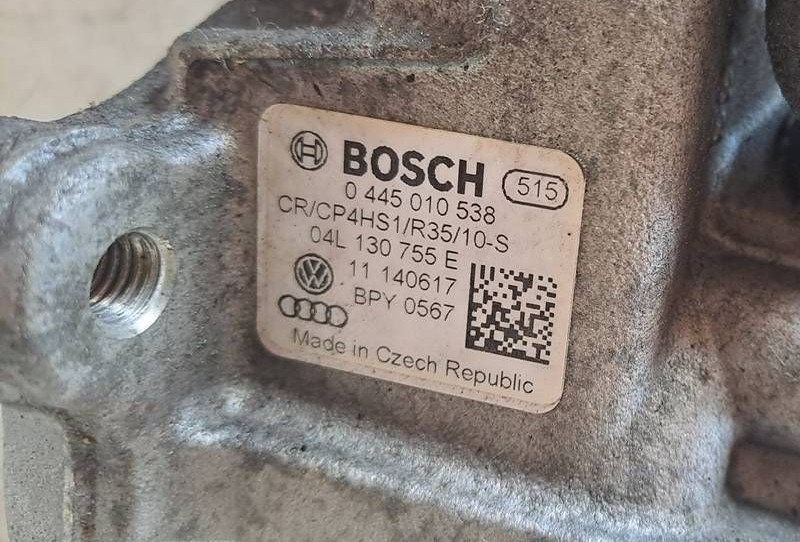 BOSCH 515
0 445 010 538
CR/CP4HS1/R35/10-S
04L 130 755 E
11 140617
BPY 0567
Made in Czech Republic